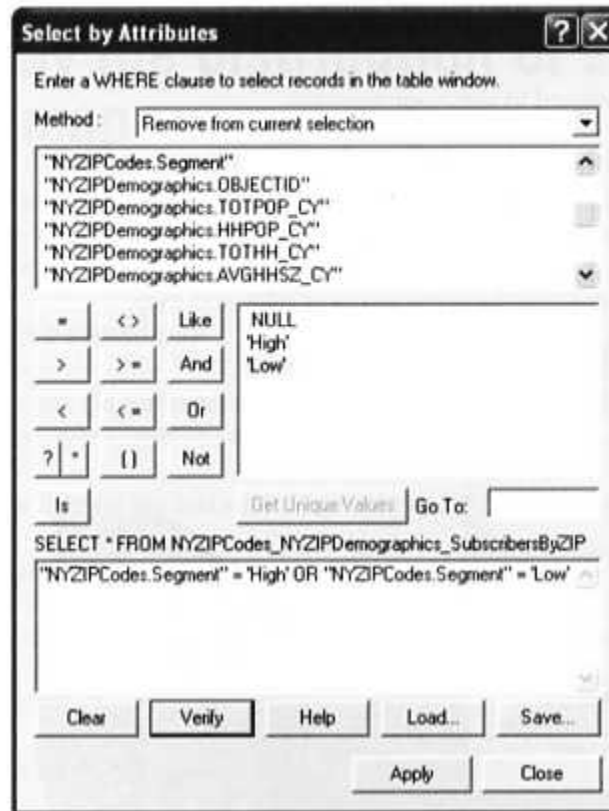 Select by Attributes
Enter a WHERE clause to select records in the table window.
Method : Remove from current selection
"NYZIPCodes.Segment"
"NYZIPDemographics.OBJECTID"
"NYZIPDemographics.TOTPOP_CY"
"NYZIPDemographics.HHPOP_CY"
"NYZIPDemographics.TOTHH_CY"
"NYZIPDemographics.AVGHHSZ_CY"
= <> Like
> >= And
< <= Or
? * () Not
Is
NULL
'High'
'Low'
Get Unique Values Go To:
SELECT * FROM NYZIPCodes_NYZIPDemographics_SubscribersByZIP
"NYZIPCodes.Segment" = 'High' OR "NYZIPCodes.Segment" = 'Low'
Clear Verify Help Load... Save...
Apply Close